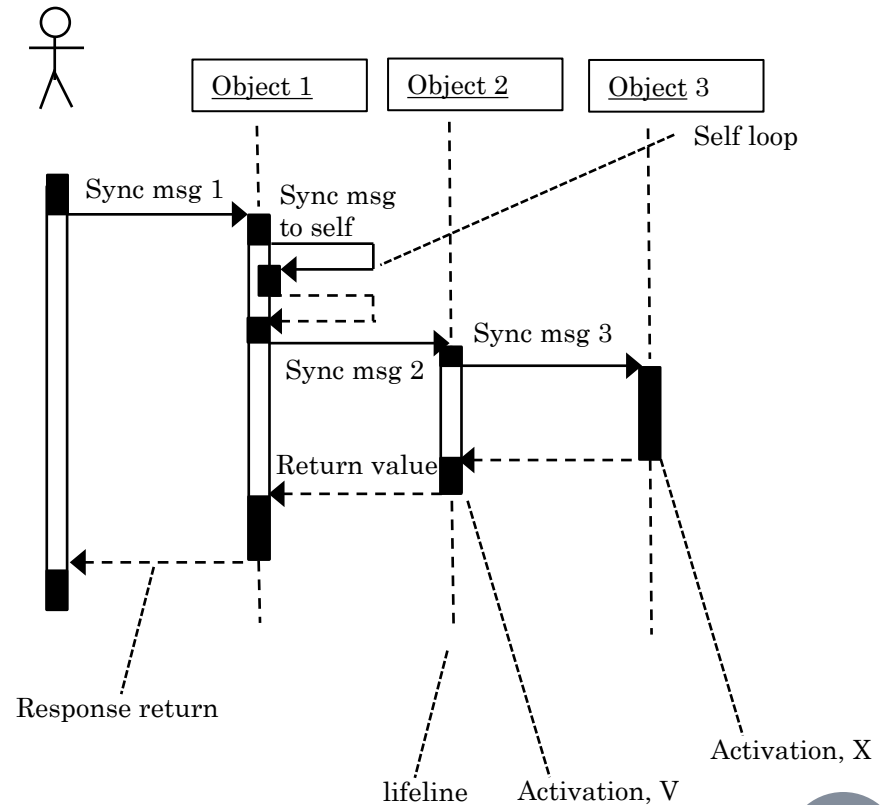 Object 1
Object 2
Object 3
Self loop
Sync msg 1
Sync msg
to self
Sync msg 3
Sync msg 2
Return value
Response return
Activation, X
lifeline
Activation, V